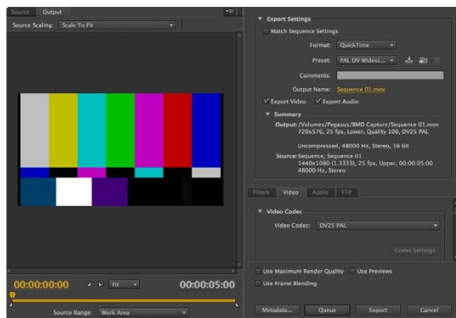 Source
Output
Source Scaling: Scale To Fit
00:00:00:00
Fit
00:00:05:00
Source Range: Work Area
Export Settings
Match Sequence Settings
Format: QuickTime
Preset: PAL DV Widesc...
Comments:
Output Name: Sequence 01.mov
Export Video
Export Audio
Summary
Output: /Volumes/Pegasus/BMD Capture/Sequence 01.mov
720x576, 25 fps, Lower, Quality 100, DV25 PAL
Uncompressed, 48000 Hz, Stereo, 16 bit
Source: Sequence, Sequence 01
1440x1080 (1.3333), 25 fps, Upper, 00:00:05:00
48000 Hz, Stereo
Filters
Video
Audio
FTP
Video Codec
Video Codec: DV25 PAL
Codec Settings
Use Maximum Render Quality
Use Previews
Use Frame Blending
Metadata...
Queue
Export
Cancel